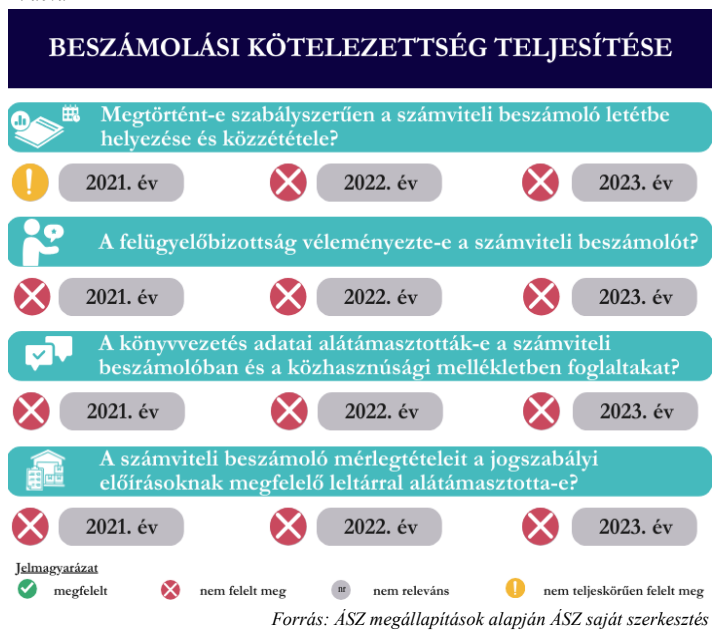 BESZÁMOLÁSI KÖTELEZETTSÉG TELJESÍTÉSE
Megtörtént-e szabályszerűen a számviteli beszámoló letétbe
helyezése és közzététele?
2021. év 2022. év 2023. év
A felügyelőbizottság véleményezte-e a számviteli beszámolót?
2021. év 2022. év 2023. év
A könyvvezetés adatai alátámasztották-e a számviteli
beszámolóban és a közhasznúsági mellékletben foglaltakat?
2021. év 2022. év 2023. év
A számviteli beszámoló mérlegtételeit a jogszabályi
előírásoknak megfelelő leltárral alátámasztotta-e?
2021. év 2022. év 2023. év
Jelmagyarázat
megfelelt nem felelt meg nr nem releváns nem teljeskörűen felelt meg
Forrás: ÁSZ megállapítások alapján ÁSZ saját szerkesztés